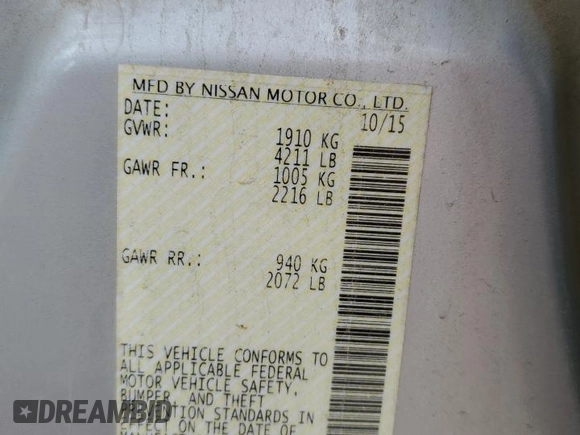 MFD BY NISSAN MOTOR CO., LTD.
DATE: 10/15
GVWR: 1910 KG
4211 LB
GAWR FR.: 1005 KG
2216 LB
GAWR RR.: 940 KG
2072 LB
THIS VEHICLE CONFORMS TO
ALL APPLICABLE FEDERAL
MOTOR VEHICLE SAFETY,
BUMPER, AND THEFT
STANDARDS IN
EFFECT ON THE DATE OF
DREAMBID